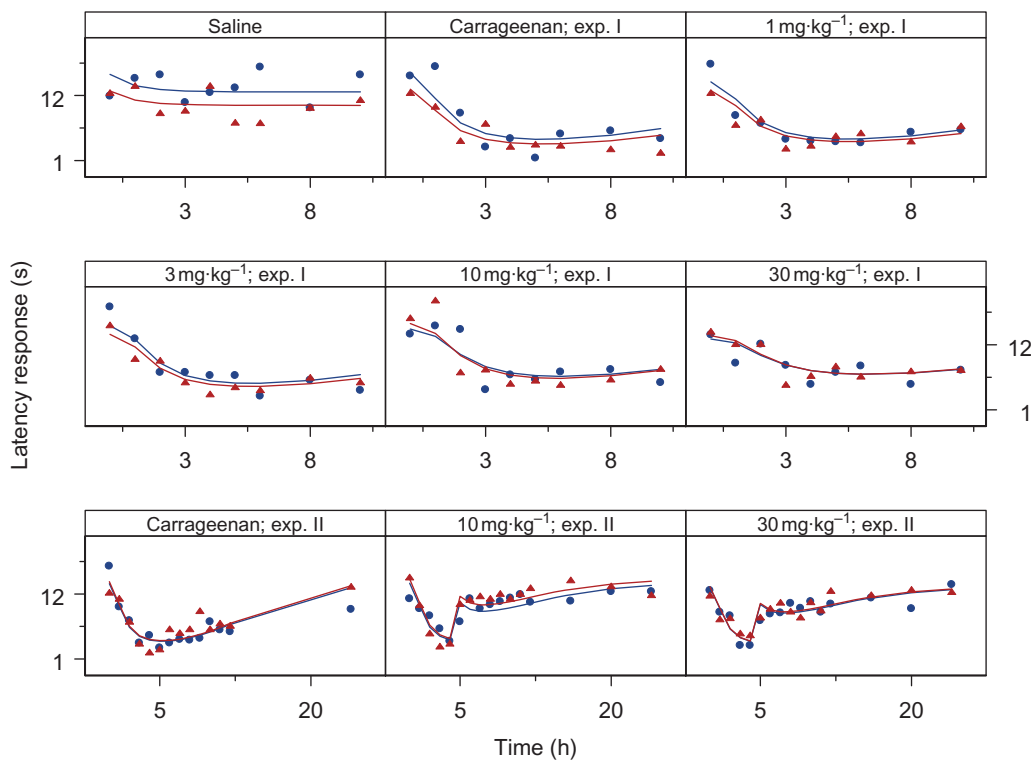 Saline Carrageenan; exp. I 1 mg·kg⁻¹; exp. I
12
1
3 8 3 8 3 8
3 mg·kg⁻¹; exp. I 10 mg·kg⁻¹; exp. I 30 mg·kg⁻¹; exp. I
Latency response (s)
12
1
3 8 3 8 3 8
Carrageenan; exp. II 10 mg·kg⁻¹; exp. II 30 mg·kg⁻¹; exp. II
12
1
5 20 5 20 5 20
Time (h)